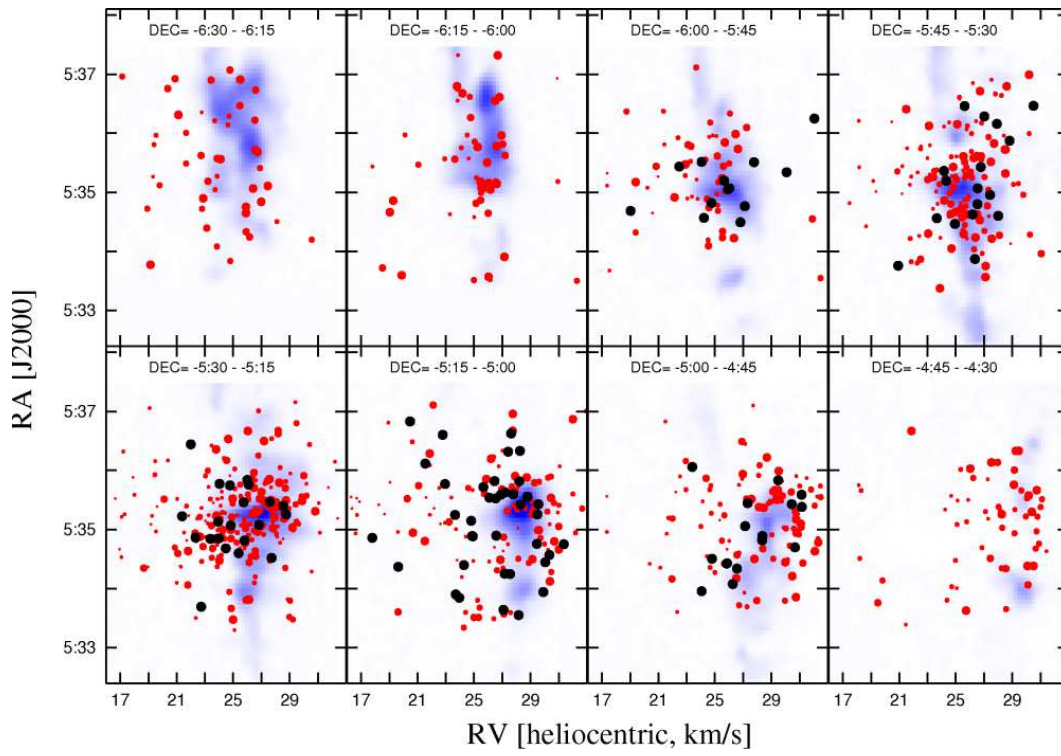 DEC= -6:30 - -6:15
DEC= -6:15 - -6:00
DEC= -6:00 - -5:45
DEC= -5:45 - -5:30
5:37
5:35
5:33
DEC= -5:30 - -5:15
DEC= -5:15 - -5:00
DEC= -5:00 - -4:45
DEC= -4:45 - -4:30
5:37
5:35
5:33
RA [J2000]
17 21 25 29 17 21 25 29 17 21 25 29 17 21 25 29
RV [heliocentric, km/s]